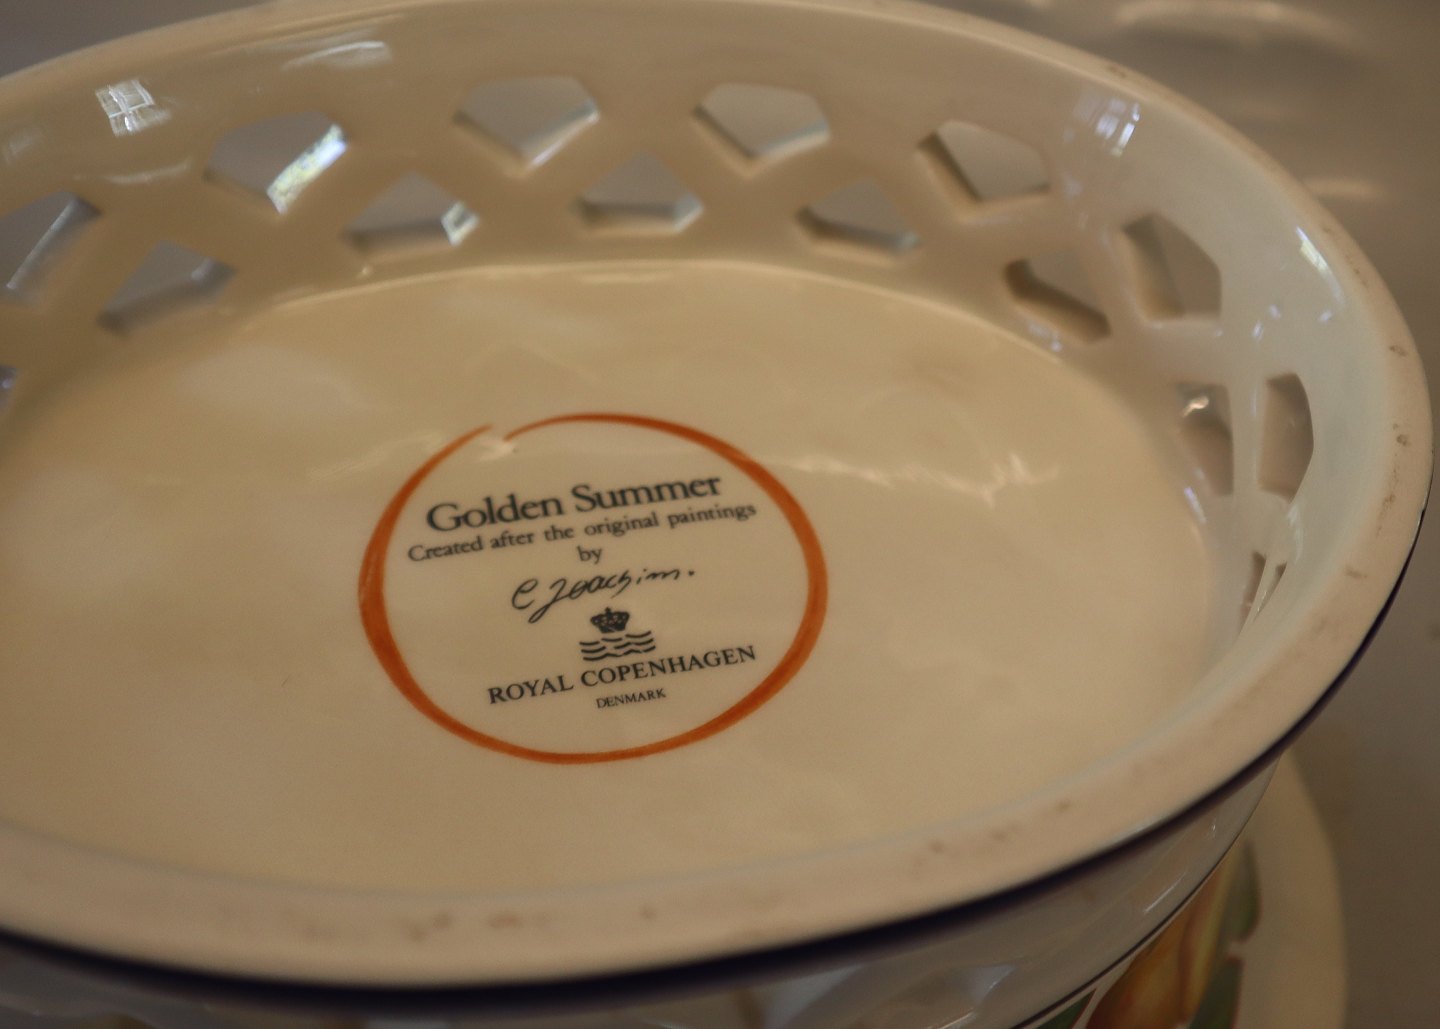 Golden Summer
Created after the original paintings
by
C Joachim.
ROYAL COPENHAGEN
DENMARK